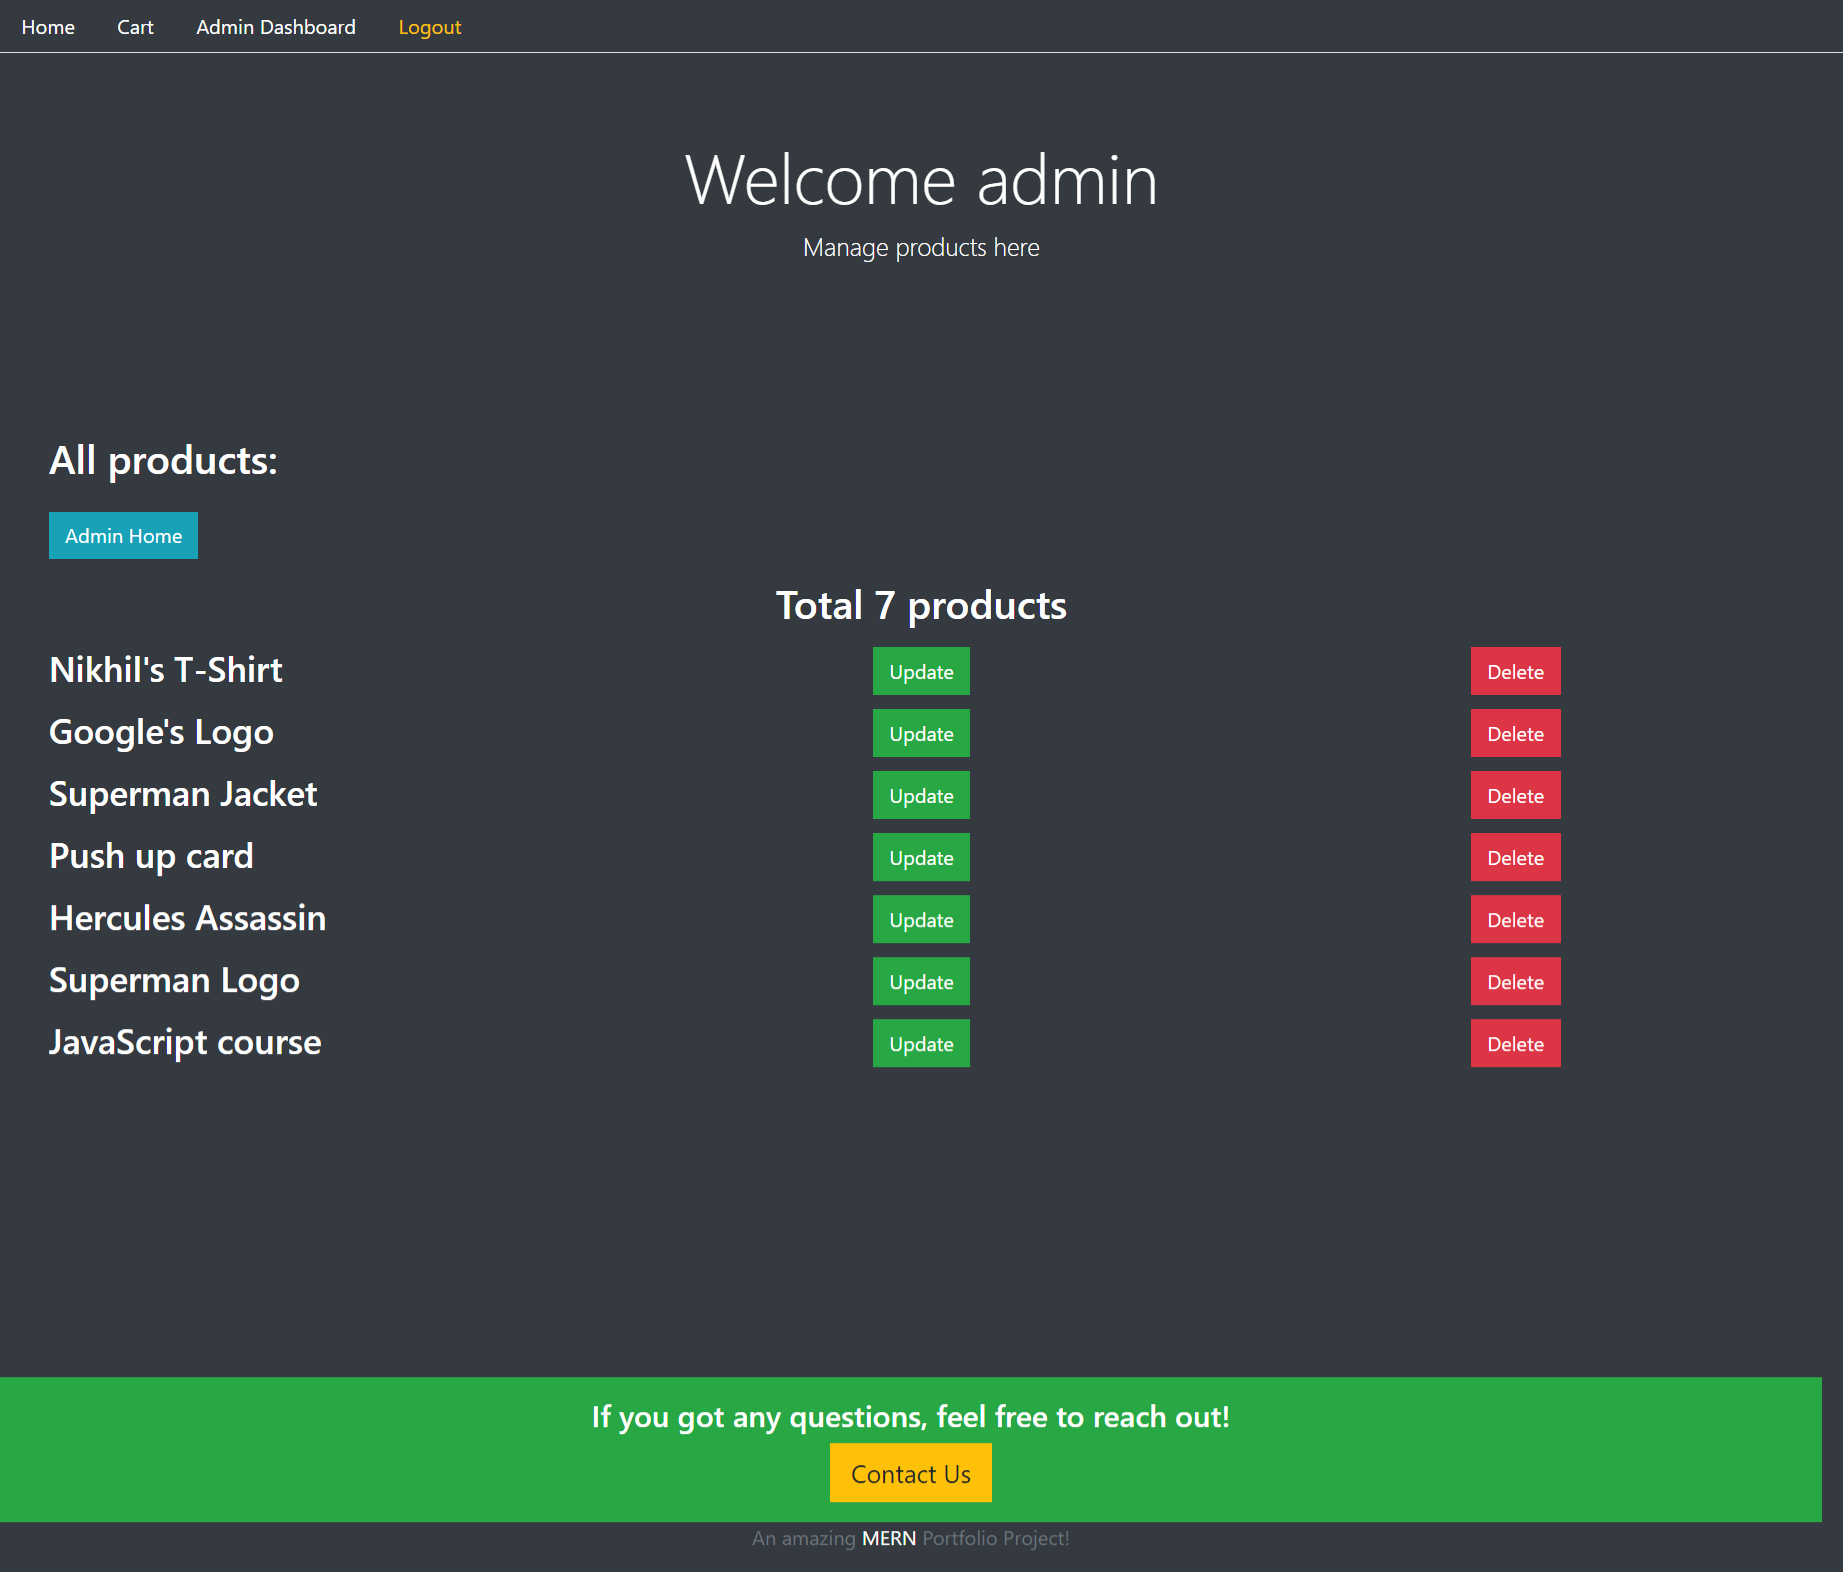 Home Cart Admin Dashboard Logout
Welcome admin
Manage products here
All products:
Admin Home
Total 7 products
Nikhil's T-Shirt Update Delete
Google's Logo Update Delete
Superman Jacket Update Delete
Push up card Update Delete
Hercules Assassin Update Delete
Superman Logo Update Delete
JavaScript course Update Delete
If you got any questions, feel free to reach out!
Contact Us
An amazing MERN Portfolio Project!